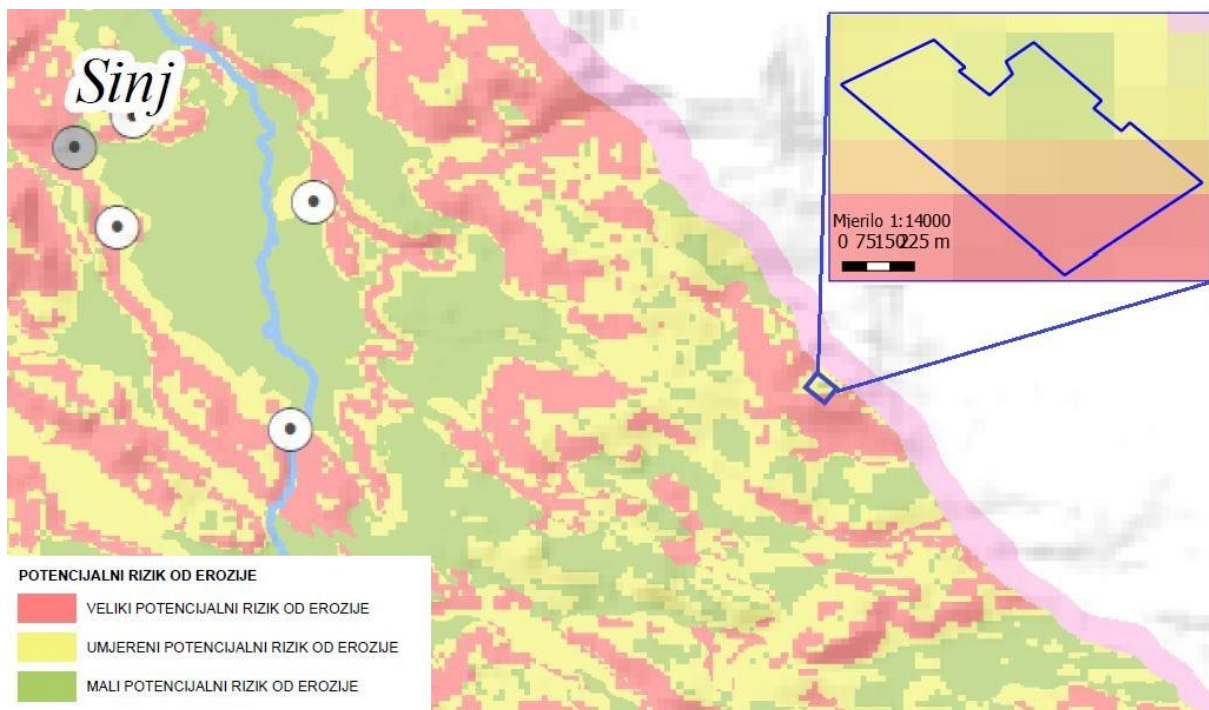 Sinj
Mjerilo 1:14000
0 75150225 m
POTENCIJALNI RIZIK OD EROZIJE
VELIKI POTENCIJALNI RIZIK OD EROZIJE
UMJERENI POTENCIJALNI RIZIK OD EROZIJE
MALI POTENCIJALNI RIZIK OD EROZIJE